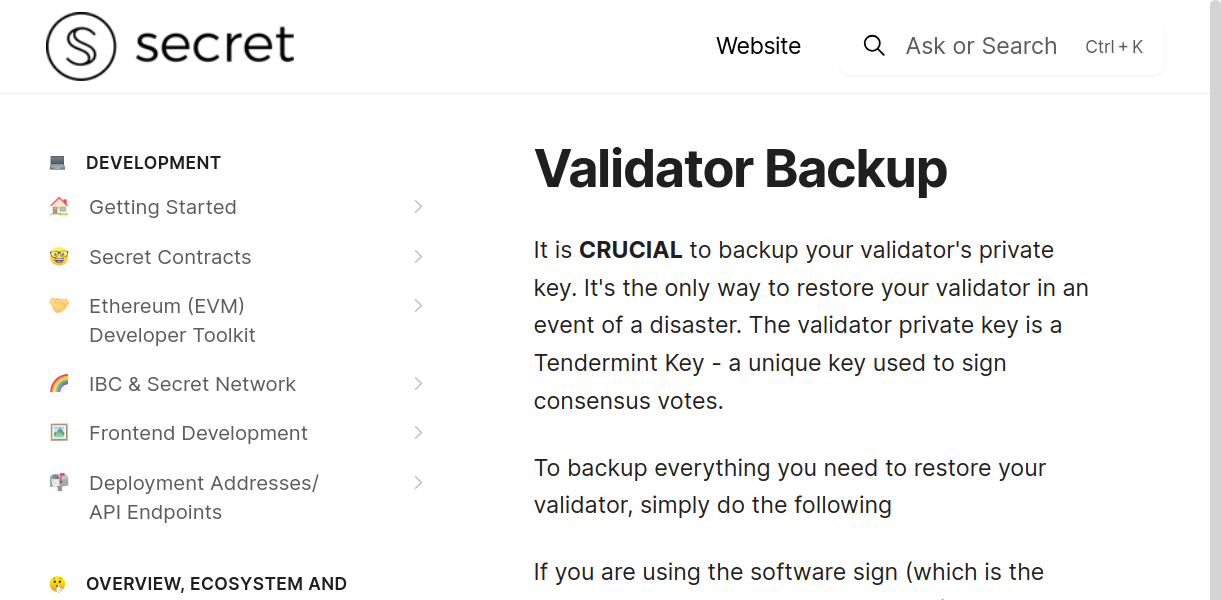 secret
Website
Ask or Search Ctrl + K
DEVELOPMENT
Getting Started
Secret Contracts
Ethereum (EVM)
Developer Toolkit
IBC & Secret Network
Frontend Development
Deployment Addresses/
API Endpoints
OVERVIEW, ECOSYSTEM AND
Validator Backup
It is CRUCIAL to backup your validator's private
key. It's the only way to restore your validator in an
event of a disaster. The validator private key is a
Tendermint Key - a unique key used to sign
consensus votes.
To backup everything you need to restore your
validator, simply do the following
If you are using the software sign (which is the